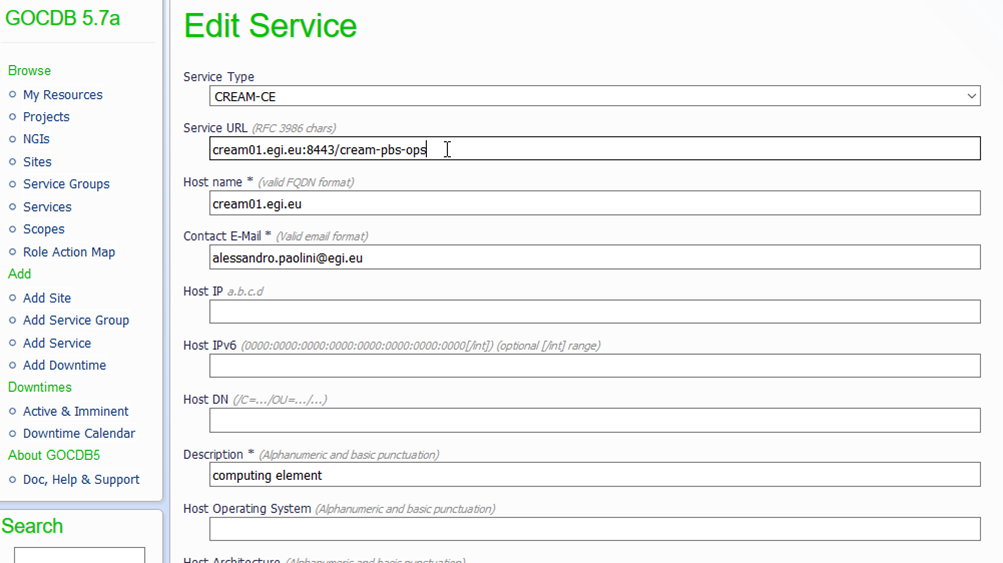 GOCDB 5.7a
Browse
My Resources
Projects
NGIs
Sites
Service Groups
Services
Scopes
Role Action Map
Add
Add Site
Add Service Group
Add Service
Add Downtime
Downtimes
Active & Imminent
Downtime Calendar
About GOCDB5
Doc, Help & Support
Search
Edit Service
Service Type
CREAM-CE
Service URL (RFC 3986 chars)
cream01.egi.eu:8443/cream-pbs-ops
Host name * (valid FQDN format)
cream01.egi.eu
Contact E-Mail * (Valid email format)
alessandro.paolini@egi.eu
Host IP a.b.c.d
Host IPv6 (0000:0000:0000:0000:0000:0000:0000:0000[/int]) (optional [/int] range)
Host DN (/C=.../OU=.../...)
Description * (Alphanumeric and basic punctuation)
computing element
Host Operating System (Alphanumeric and basic punctuation)
Host Architecture (Alphanumeric and basic punctuation)